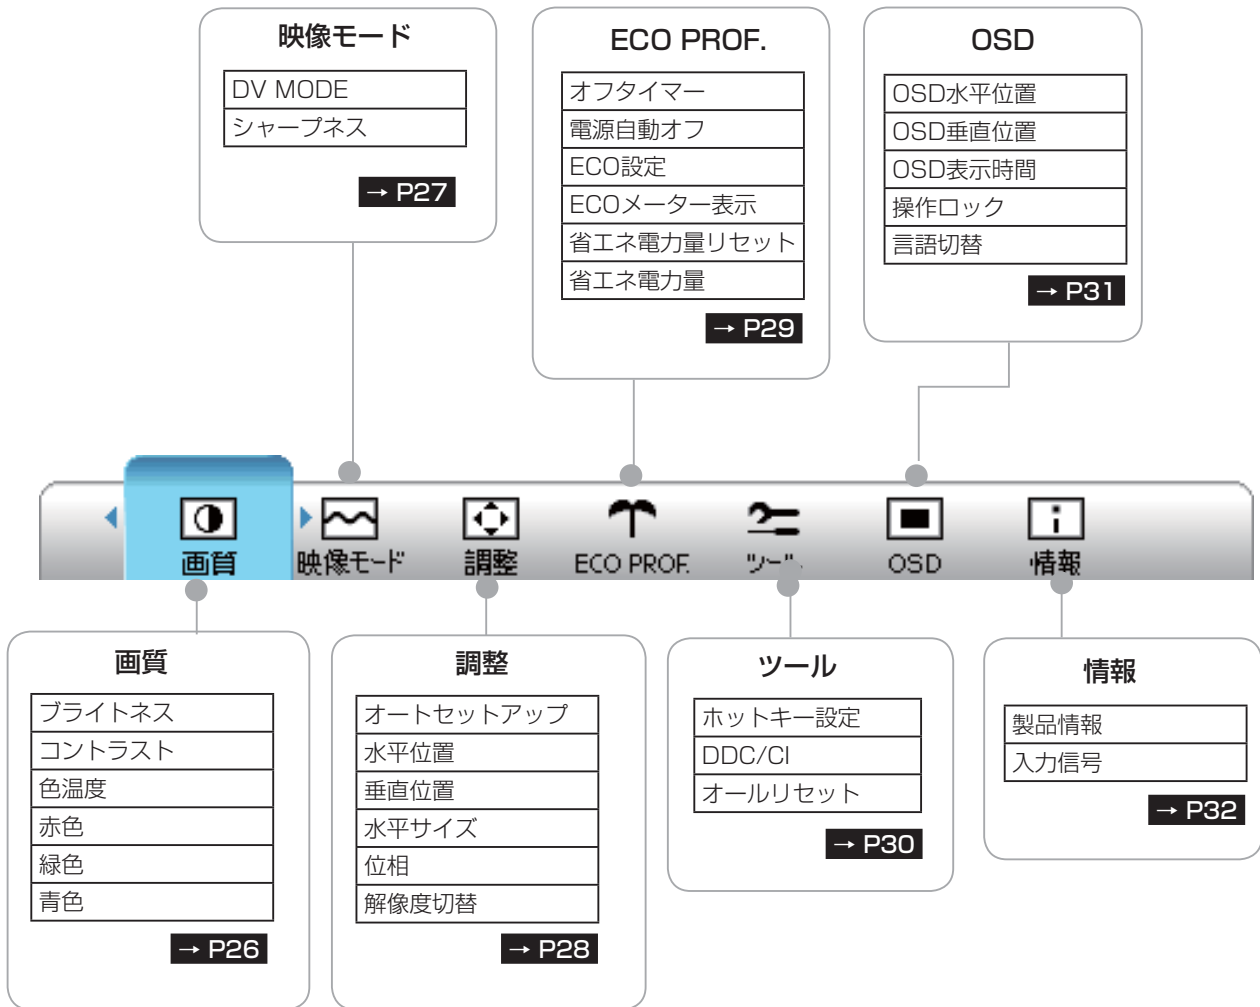 映像モード
DV MODE
シャープネス
→ P27
ECO PROF.
オフタイマー
電源自動オフ
ECO設定
ECOメーター表示
省エネ電力量リセット
省エネ電力量
→ P29
OSD
OSD水平位置
OSD垂直位置
OSD表示時間
操作ロック
言語切替
→ P31
画質
映像モード
調整
ECO PROF.
ツール
OSD
情報
画質
ブライトネス
コントラスト
色温度
赤色
緑色
青色
→ P26
調整
オートセットアップ
水平位置
垂直位置
水平サイズ
位相
解像度切替
→ P28
ツール
ホットキー設定
DDC/CI
オールリセット
→ P30
情報
製品情報
入力信号
→ P32